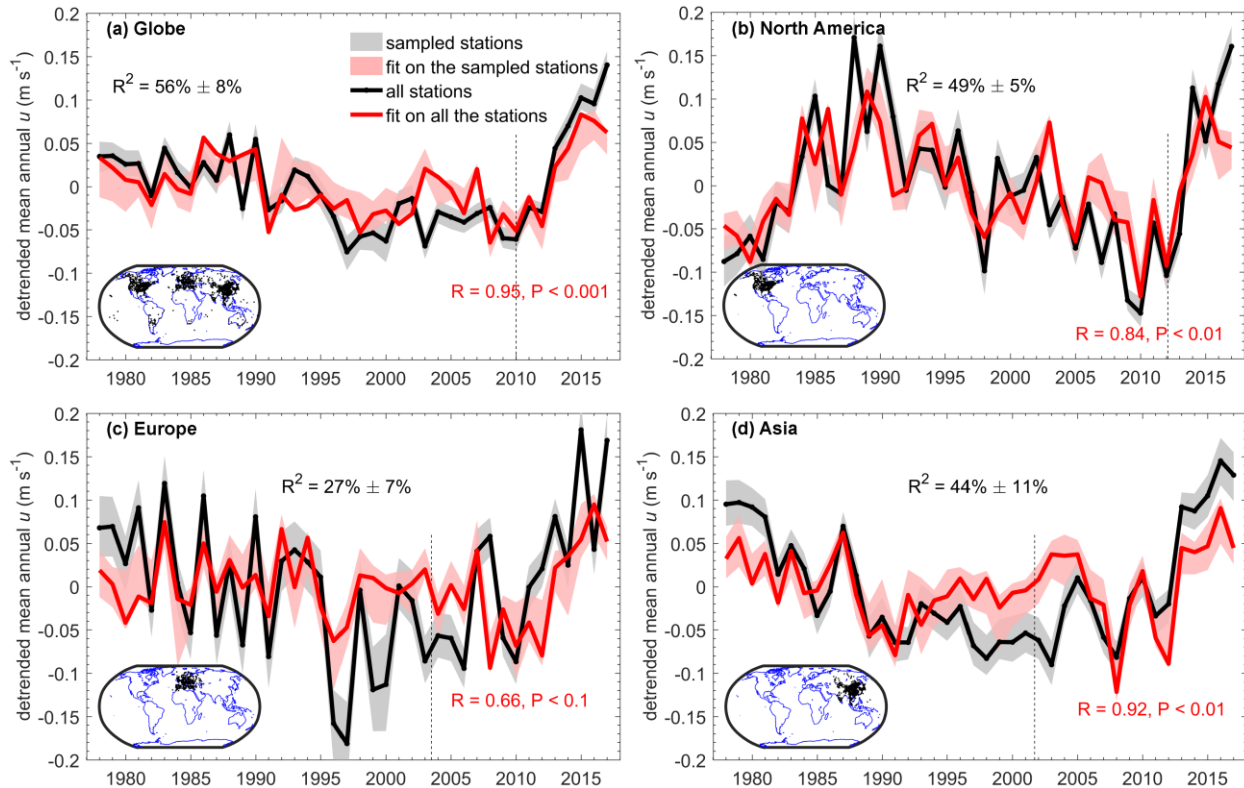 (a) Globe
sampled stations
fit on the sampled stations
all stations
fit on all the stations
R² = 56% ± 8%
R = 0.95, P < 0.001
detrended mean annual u (m s⁻¹)
0.2
0.15
0.1
0.05
0
-0.05
-0.1
-0.15
-0.2
1980 1985 1990 1995 2000 2005 2010 2015
(b) North America
R² = 49% ± 5%
R = 0.84, P < 0.01
detrended mean annual u (m s⁻¹)
0.2
0.15
0.1
0.05
0
-0.05
-0.1
-0.15
-0.2
1980 1985 1990 1995 2000 2005 2010 2015
(c) Europe
R² = 27% ± 7%
R = 0.66, P < 0.1
detrended mean annual u (m s⁻¹)
0.2
0.15
0.1
0.05
0
-0.05
-0.1
-0.15
-0.2
1980 1985 1990 1995 2000 2005 2010 2015
(d) Asia
R² = 44% ± 11%
R = 0.92, P < 0.01
detrended mean annual u (m s⁻¹)
0.2
0.15
0.1
0.05
0
-0.05
-0.1
-0.15
-0.2
1980 1985 1990 1995 2000 2005 2010 2015